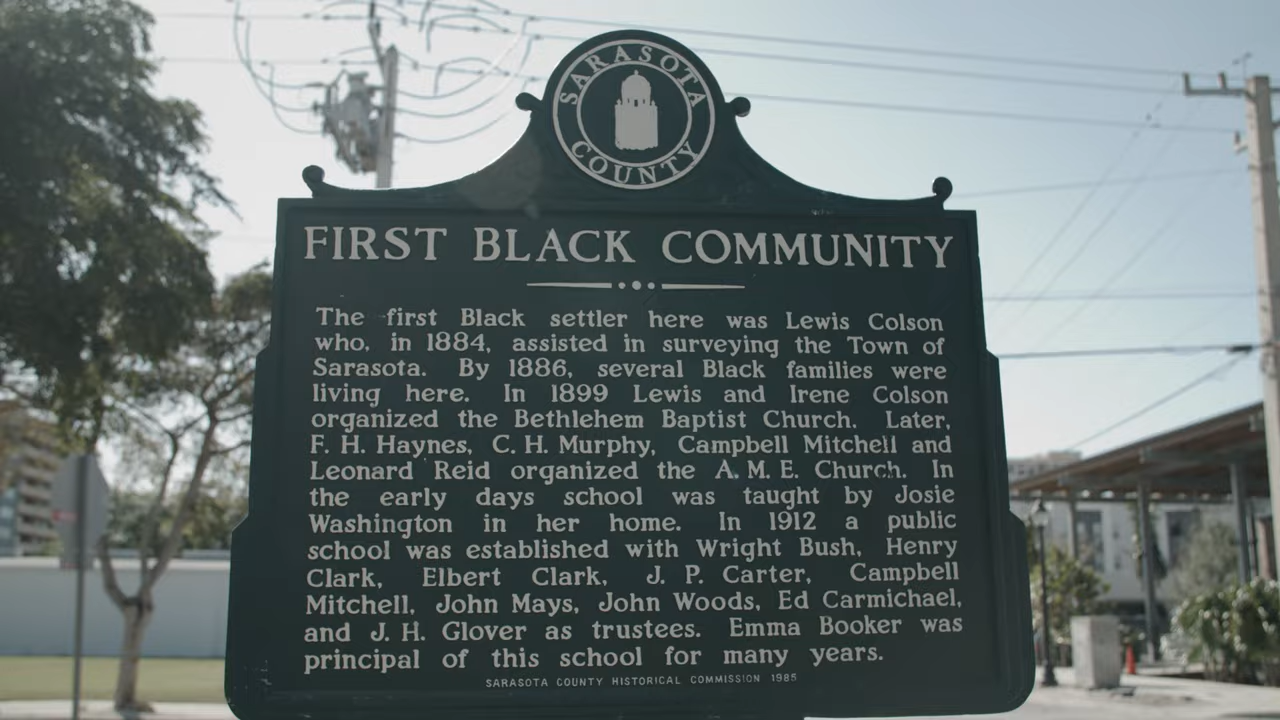 SARASOTA
COUNTY
FIRST BLACK COMMUNITY
The first Black settler here was Lewis Colson
who, in 1884, assisted in surveying the Town of
Sarasota. By 1886, several Black families were
living here. In 1899 Lewis and Irene Colson
organized the Bethlehem Baptist Church. Later,
F. H. Haynes, C. H. Murphy, Campbell Mitchell and
Leonard Reid organized the A. M. E. Church. In
the early days school was taught by Josie
Washington in her home. In 1912 a public
school was established with Wright Bush, Henry
Clark, Elbert Clark, J. P. Carter, Campbell
Mitchell, John Mays, John Woods, Ed Carmichael,
and J. H. Glover as trustees. Emma Booker was
principal of this school for many years.
SARASOTA COUNTY HISTORICAL COMMISSION 1985